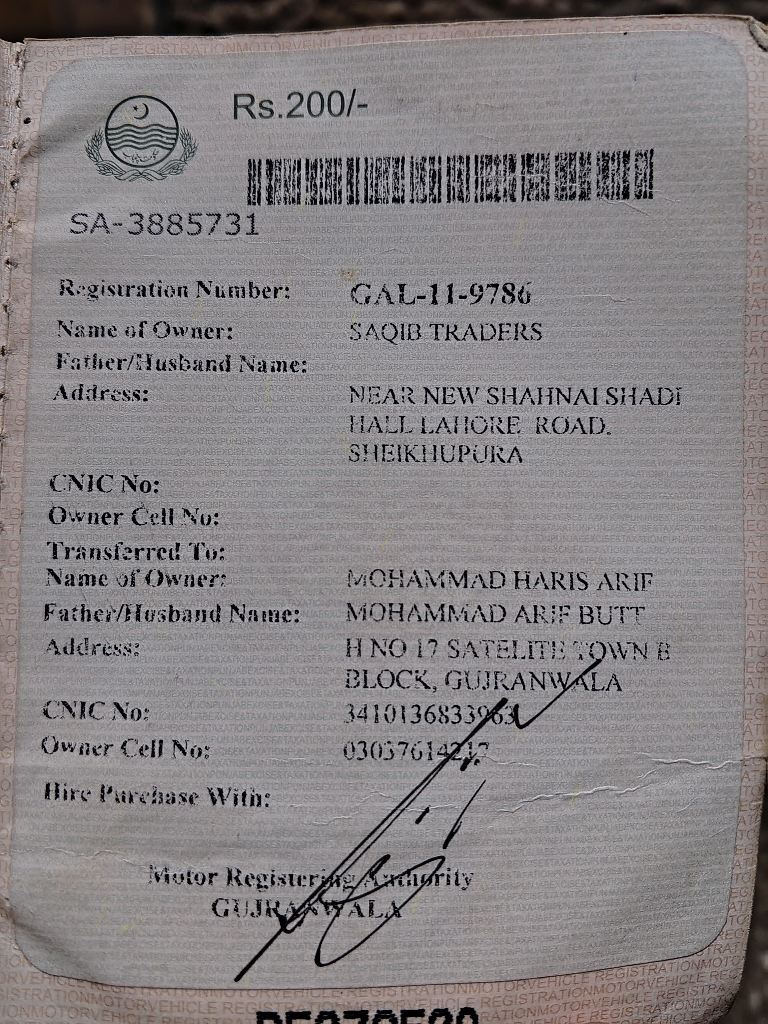 Rs.200/-
SA-3885731
Registration Number: GAL-11-9786
Name of Owner: SAQIB TRADERS
Father/Husband Name:
Address: NEAR NEW SHAHNAI SHADI
HALL LAHORE ROAD.
SHEIKHUPURA
CNIC No:
Owner Cell No:
Transferred To:
Name of Owner: MOHAMMAD HARIS ARIF
Father/Husband Name: MOHAMMAD ARIF BUTT
Address: H NO 17 SATELITE TOWN B
BLOCK, GUJRANWALA
CNIC No: 3410136833963
Owner Cell No: 03037614217
Hire Purchase With:
Motor Registering Authority
GUJRANWALA